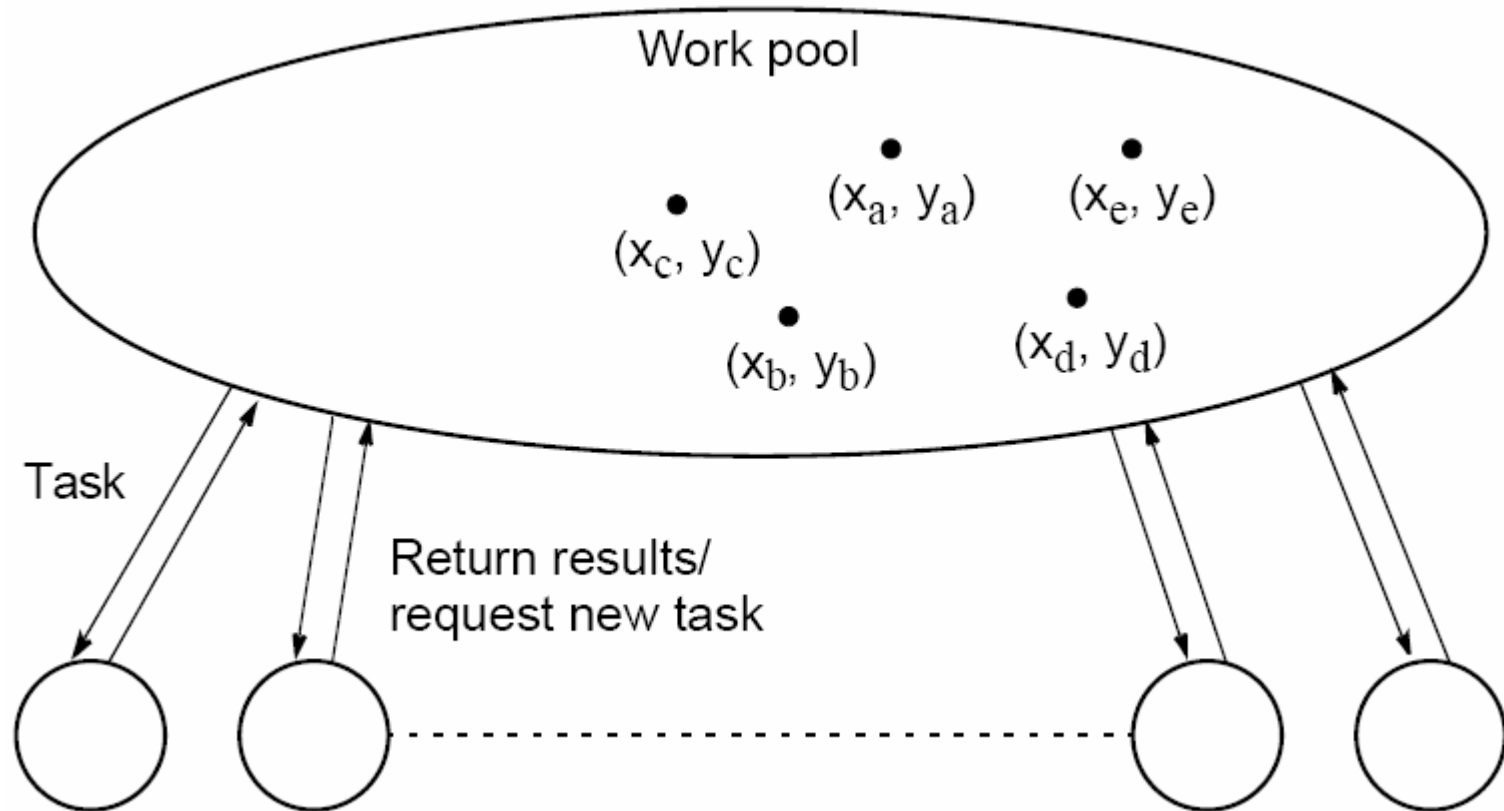 Work pool
(xa, ya)
(xe, ye)
(xc, yc)
(xb, yb)
(xd, yd)
Task
Return results/
request new task